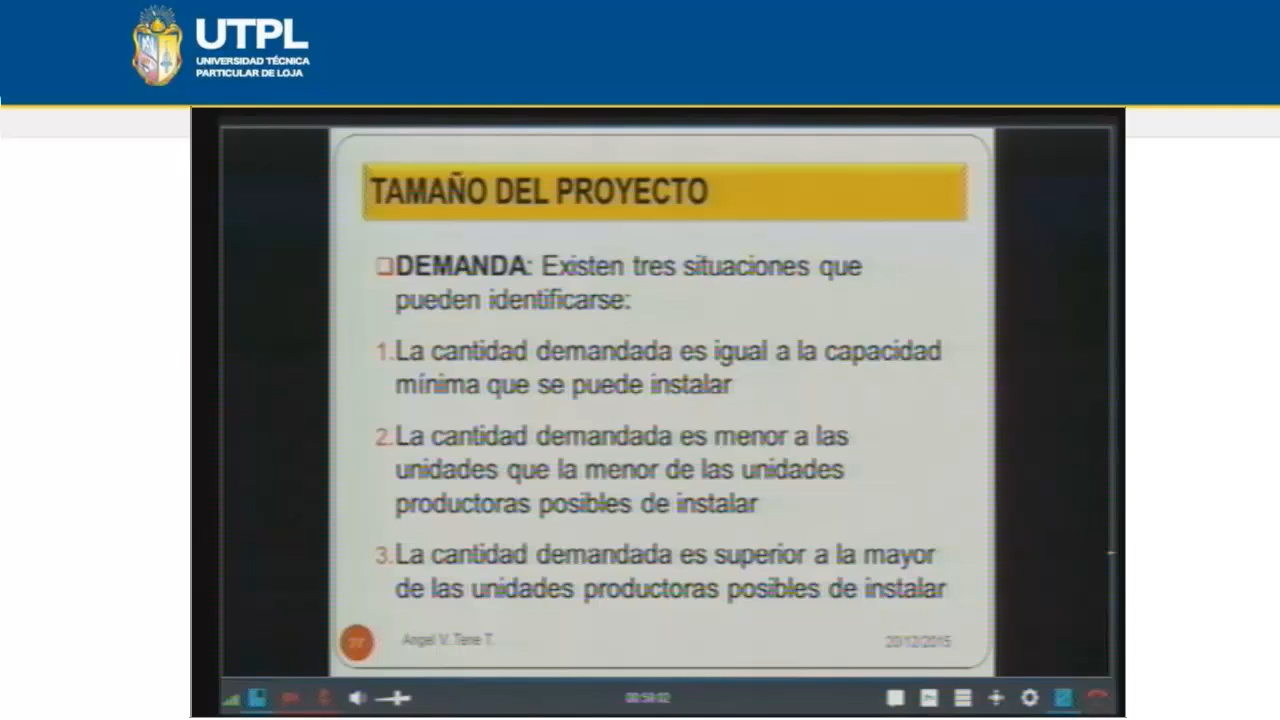 UTPL
UNIVERSIDAD TÉCNICA
PARTICULAR DE LOJA
TAMAÑO DEL PROYECTO
DEMANDA: Existen tres situaciones que
pueden identificarse:
1.La cantidad demandada es igual a la capacidad
mínima que se puede instalar
2.La cantidad demandada es menor a las
unidades que la menor de las unidades
productoras posibles de instalar
3.La cantidad demandada es superior a la mayor
de las unidades productoras posibles de instalar
Angel V. Tene T.
20/12/2015